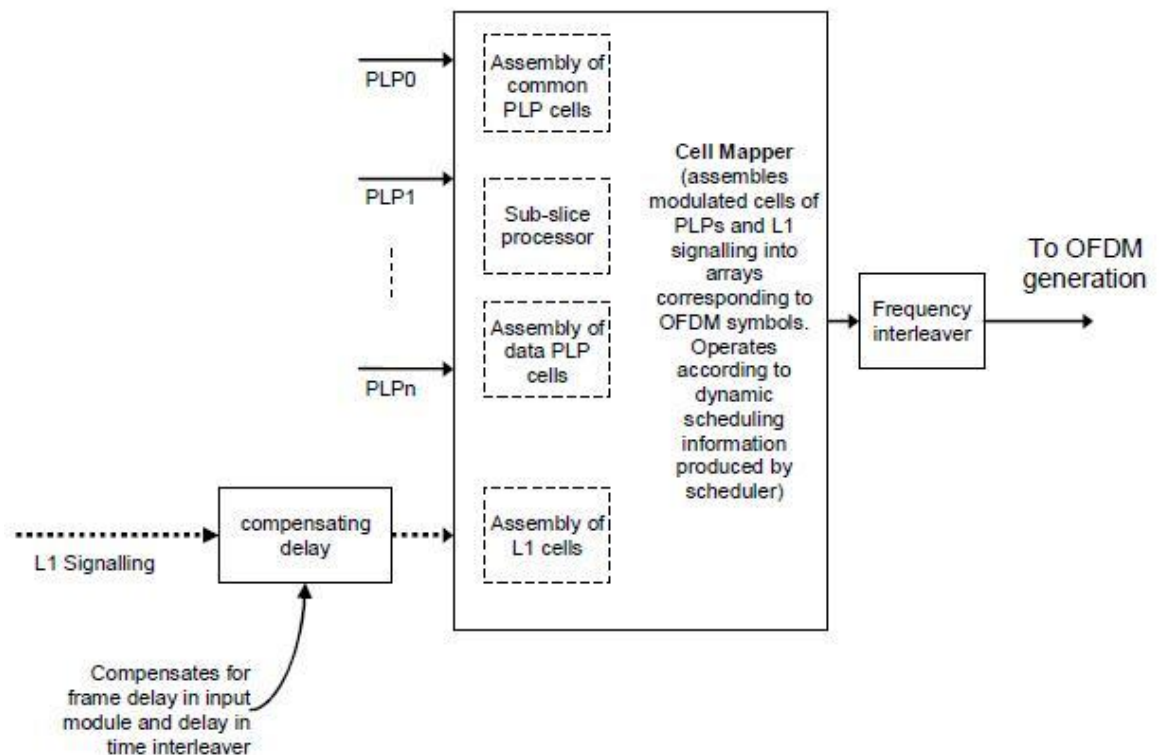 PLP0
PLP1
PLPn
Assembly of
common
PLP cells
Sub-slice
processor
Assembly of
data PLP
cells
Assembly of
L1 cells
Cell Mapper
(assembles
modulated cells of
PLPs and L1
signalling into
arrays
corresponding to
OFDM symbols.
Operates
according to
dynamic
scheduling
information
produced by
scheduler)
Frequency
interleaver
To OFDM
generation
L1 Signalling
compensating
delay
Compensates for
frame delay in input
module and delay in
time interleaver